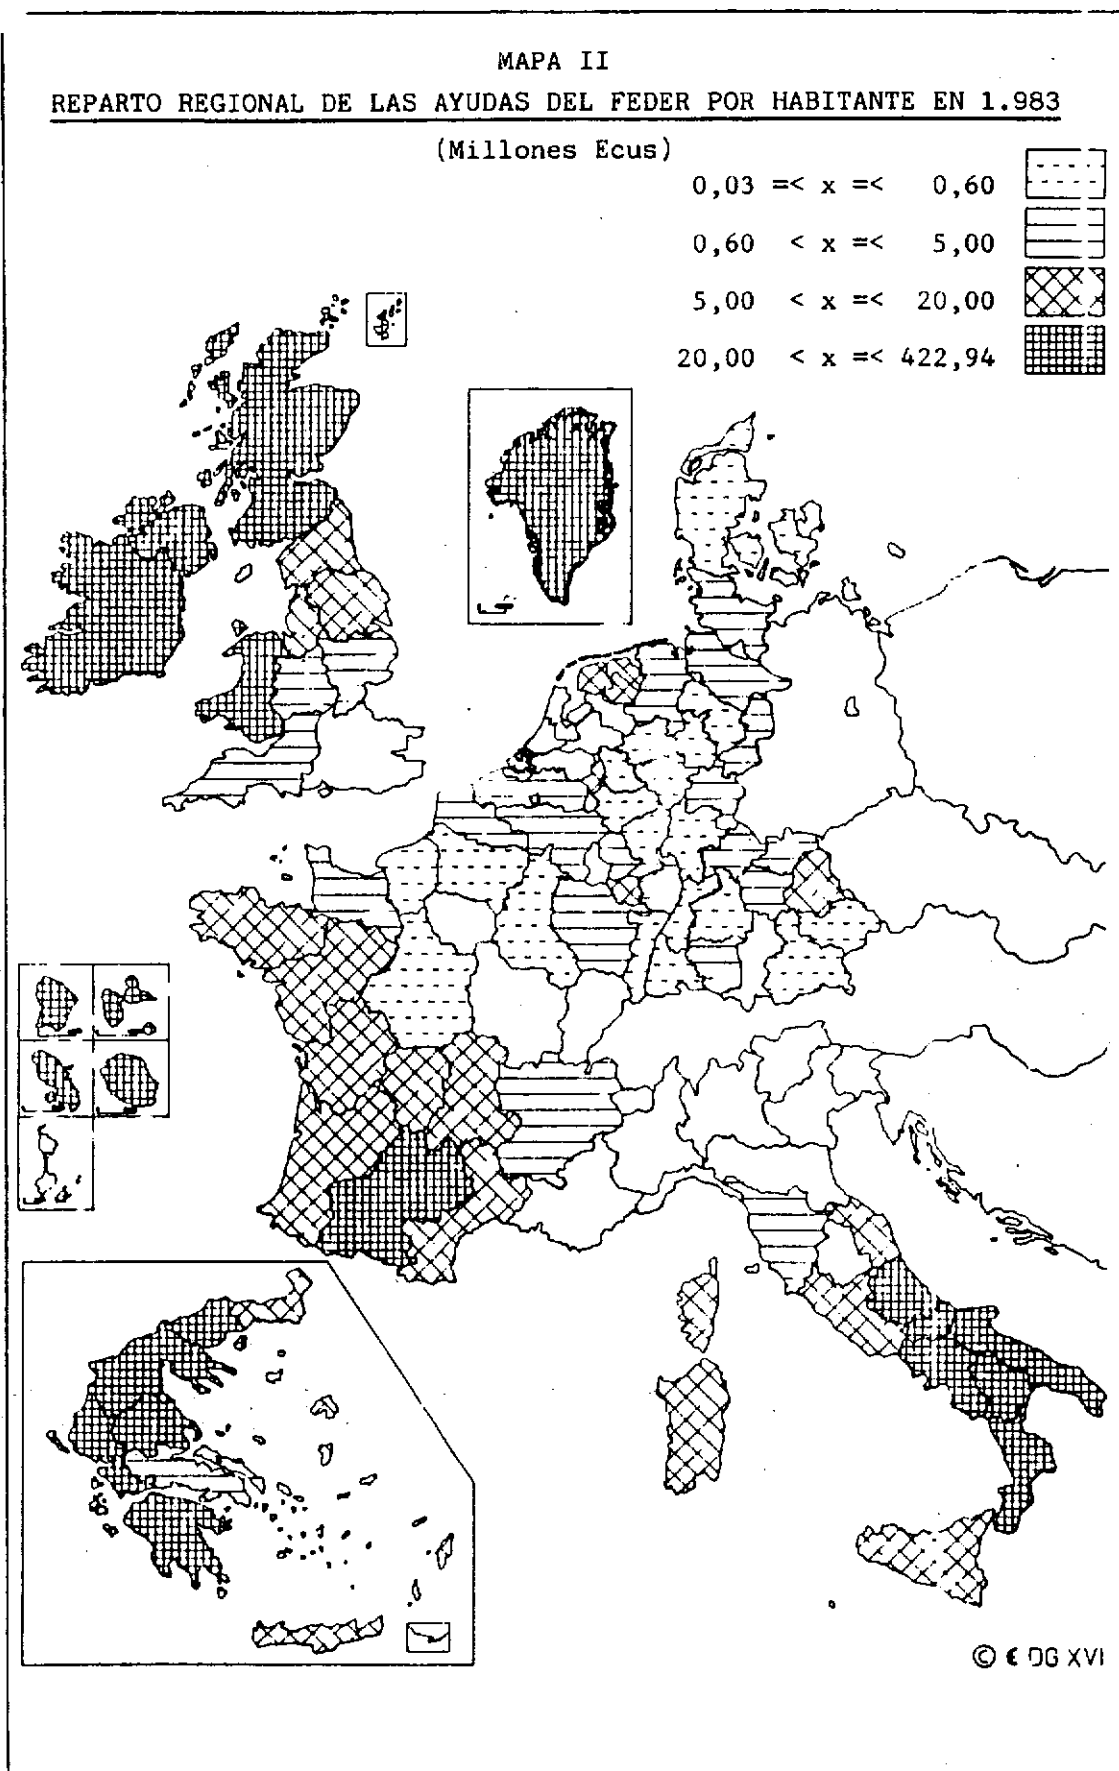 MAPA II
REPARTO REGIONAL DE LAS AYUDAS DEL FEDER POR HABITANTE EN 1.983
(Millones Ecus)
0,03 =< x =< 0,60
0,60 < x =< 5,00
5,00 < x =< 20,00
20,00 < x =< 422,94
© € DG XVI